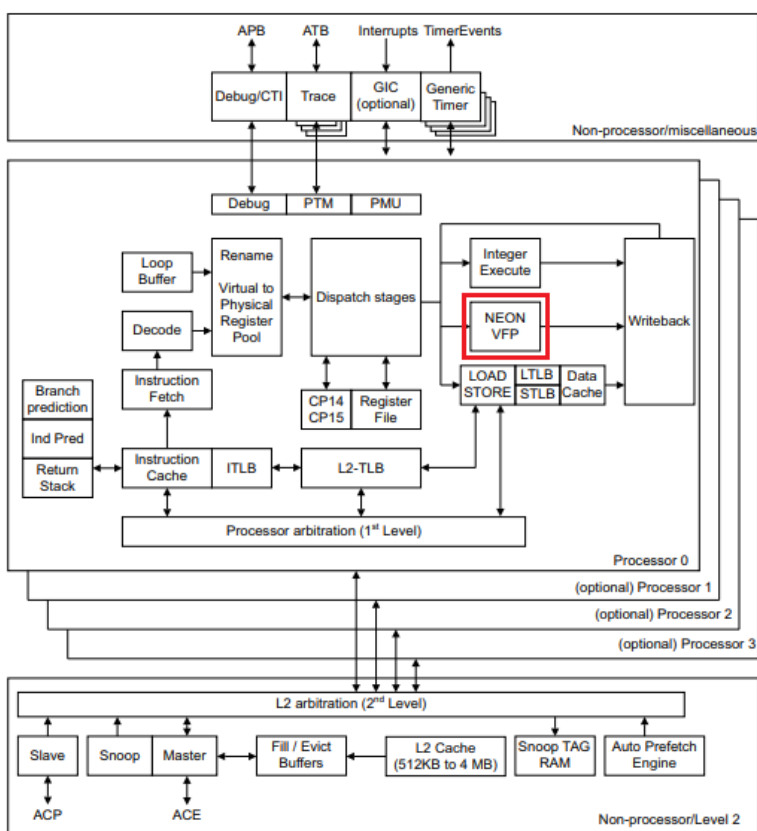 APB
ATB
Interrupts
TimerEvents
Debug/CTI
Trace
GIC
(optional)
Generic
Timer
Non-processor/miscellaneous
Debug
PTM
PMU
Loop
Buffer
Rename
Virtual to
Physical
Register
Pool
Dispatch stages
Integer
Execute
NEON
VFP
Writeback
Decode
Instruction
Fetch
Branch
prediction
Ind Pred
Return
Stack
CP14
CP15
Register
File
LOAD
STORE
LTLB
STLB
Data
Cache
Instruction
Cache
ITLB
L2-TLB
Processor arbitration (1st Level)
Processor 0
(optional) Processor 1
(optional) Processor 2
(optional) Processor 3
L2 arbitration (2nd Level)
Slave
Snoop
Master
Fill / Evict
Buffers
L2 Cache
(512KB to 4 MB)
Snoop TAG
RAM
Auto Prefetch
Engine
ACP
ACE
Non-processor/Level 2